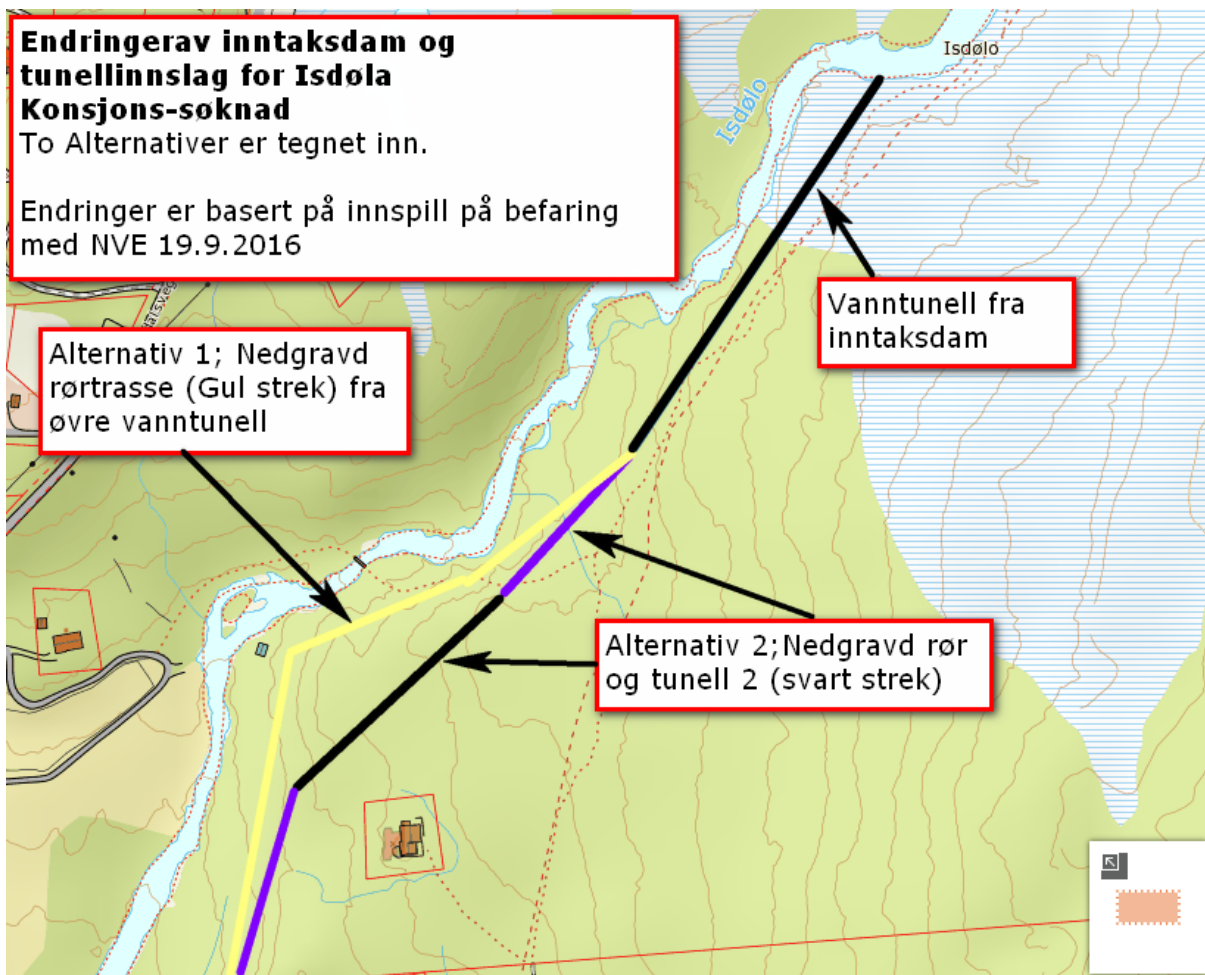 Endringerav inntaksdam og
tunellinnslag for Isdøla
Konsjons-søknad
To Alternativer er tegnet inn.
Endringer er basert på innspill på befaring
med NVE 19.9.2016
Isdølo
Isdølo
Vanntunell fra
inntaksdam
Alternativ 1; Nedgravd
rørtrasse (Gul strek) fra
øvre vanntunell
Alternativ 2;Nedgravd rør
og tunell 2 (svart strek)